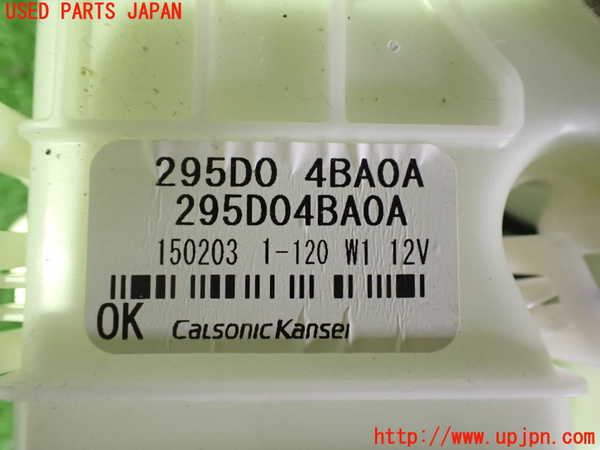 USED PARTS JAPAN
295D0 4BA0A
295D04BA0A
150203 1-120 W1 12V
OK CalsonicKansei
http://www.upjpn.com/